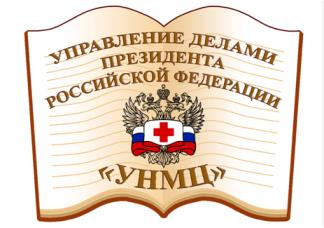 УПРАВЛЕНИЕ ДЕЛАМИ
ПРЕЗИДЕНТА
РОССИЙСКОЙ ФЕДЕРАЦИИ
«УНМЦ»